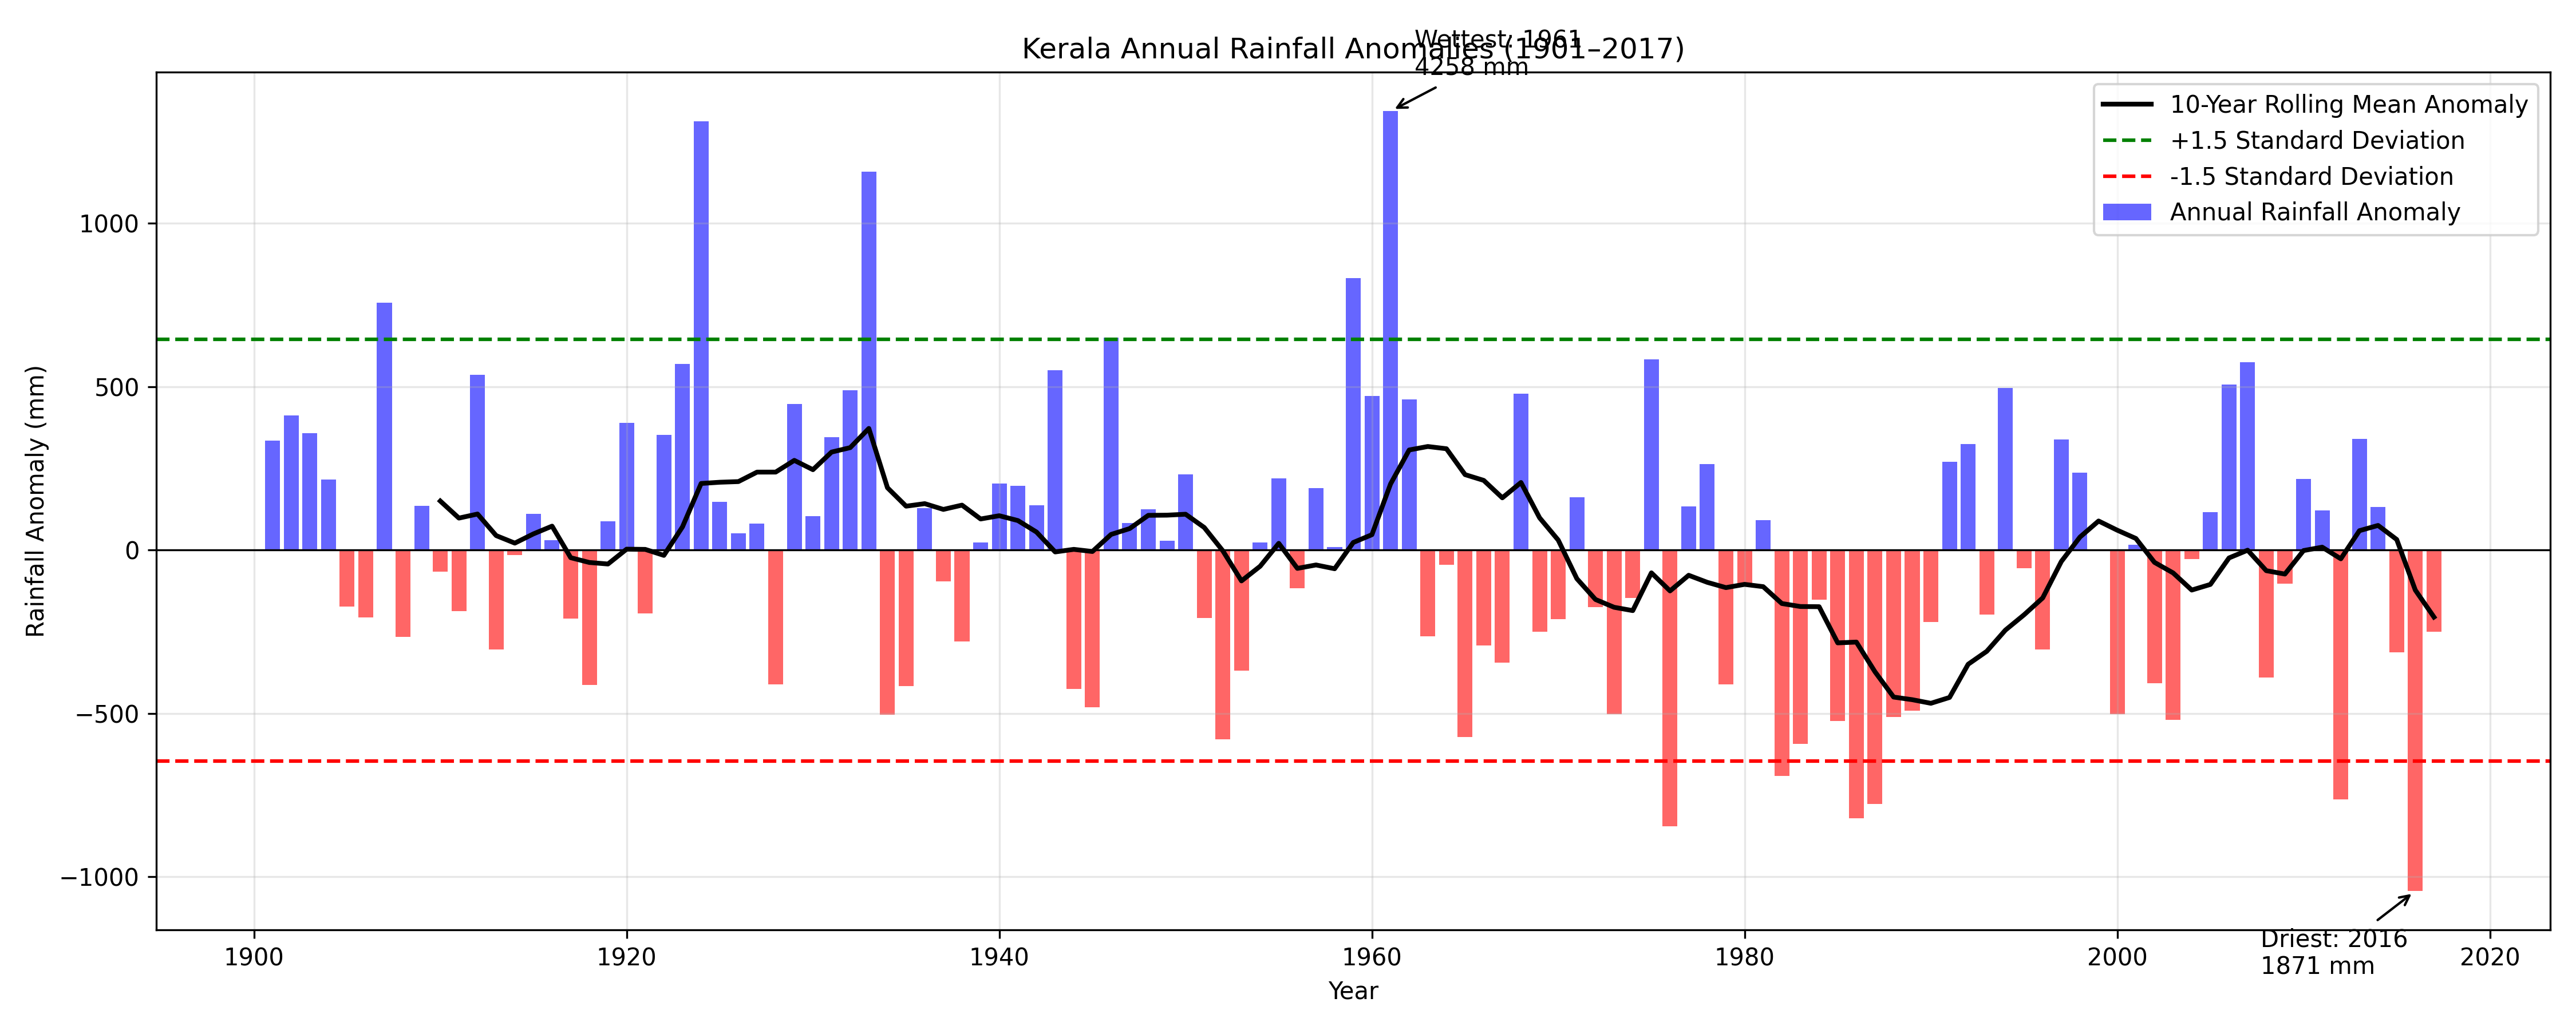 Wettest: 1961
4258 mm
Kerala Annual Rainfall Anomalies (1901–2017)
10-Year Rolling Mean Anomaly
+1.5 Standard Deviation
-1.5 Standard Deviation
Annual Rainfall Anomaly
Rainfall Anomaly (mm)
1000
500
0
−500
−1000
1900
1920
1940
1960
1980
2000
2020
Driest: 2016
1871 mm
Year